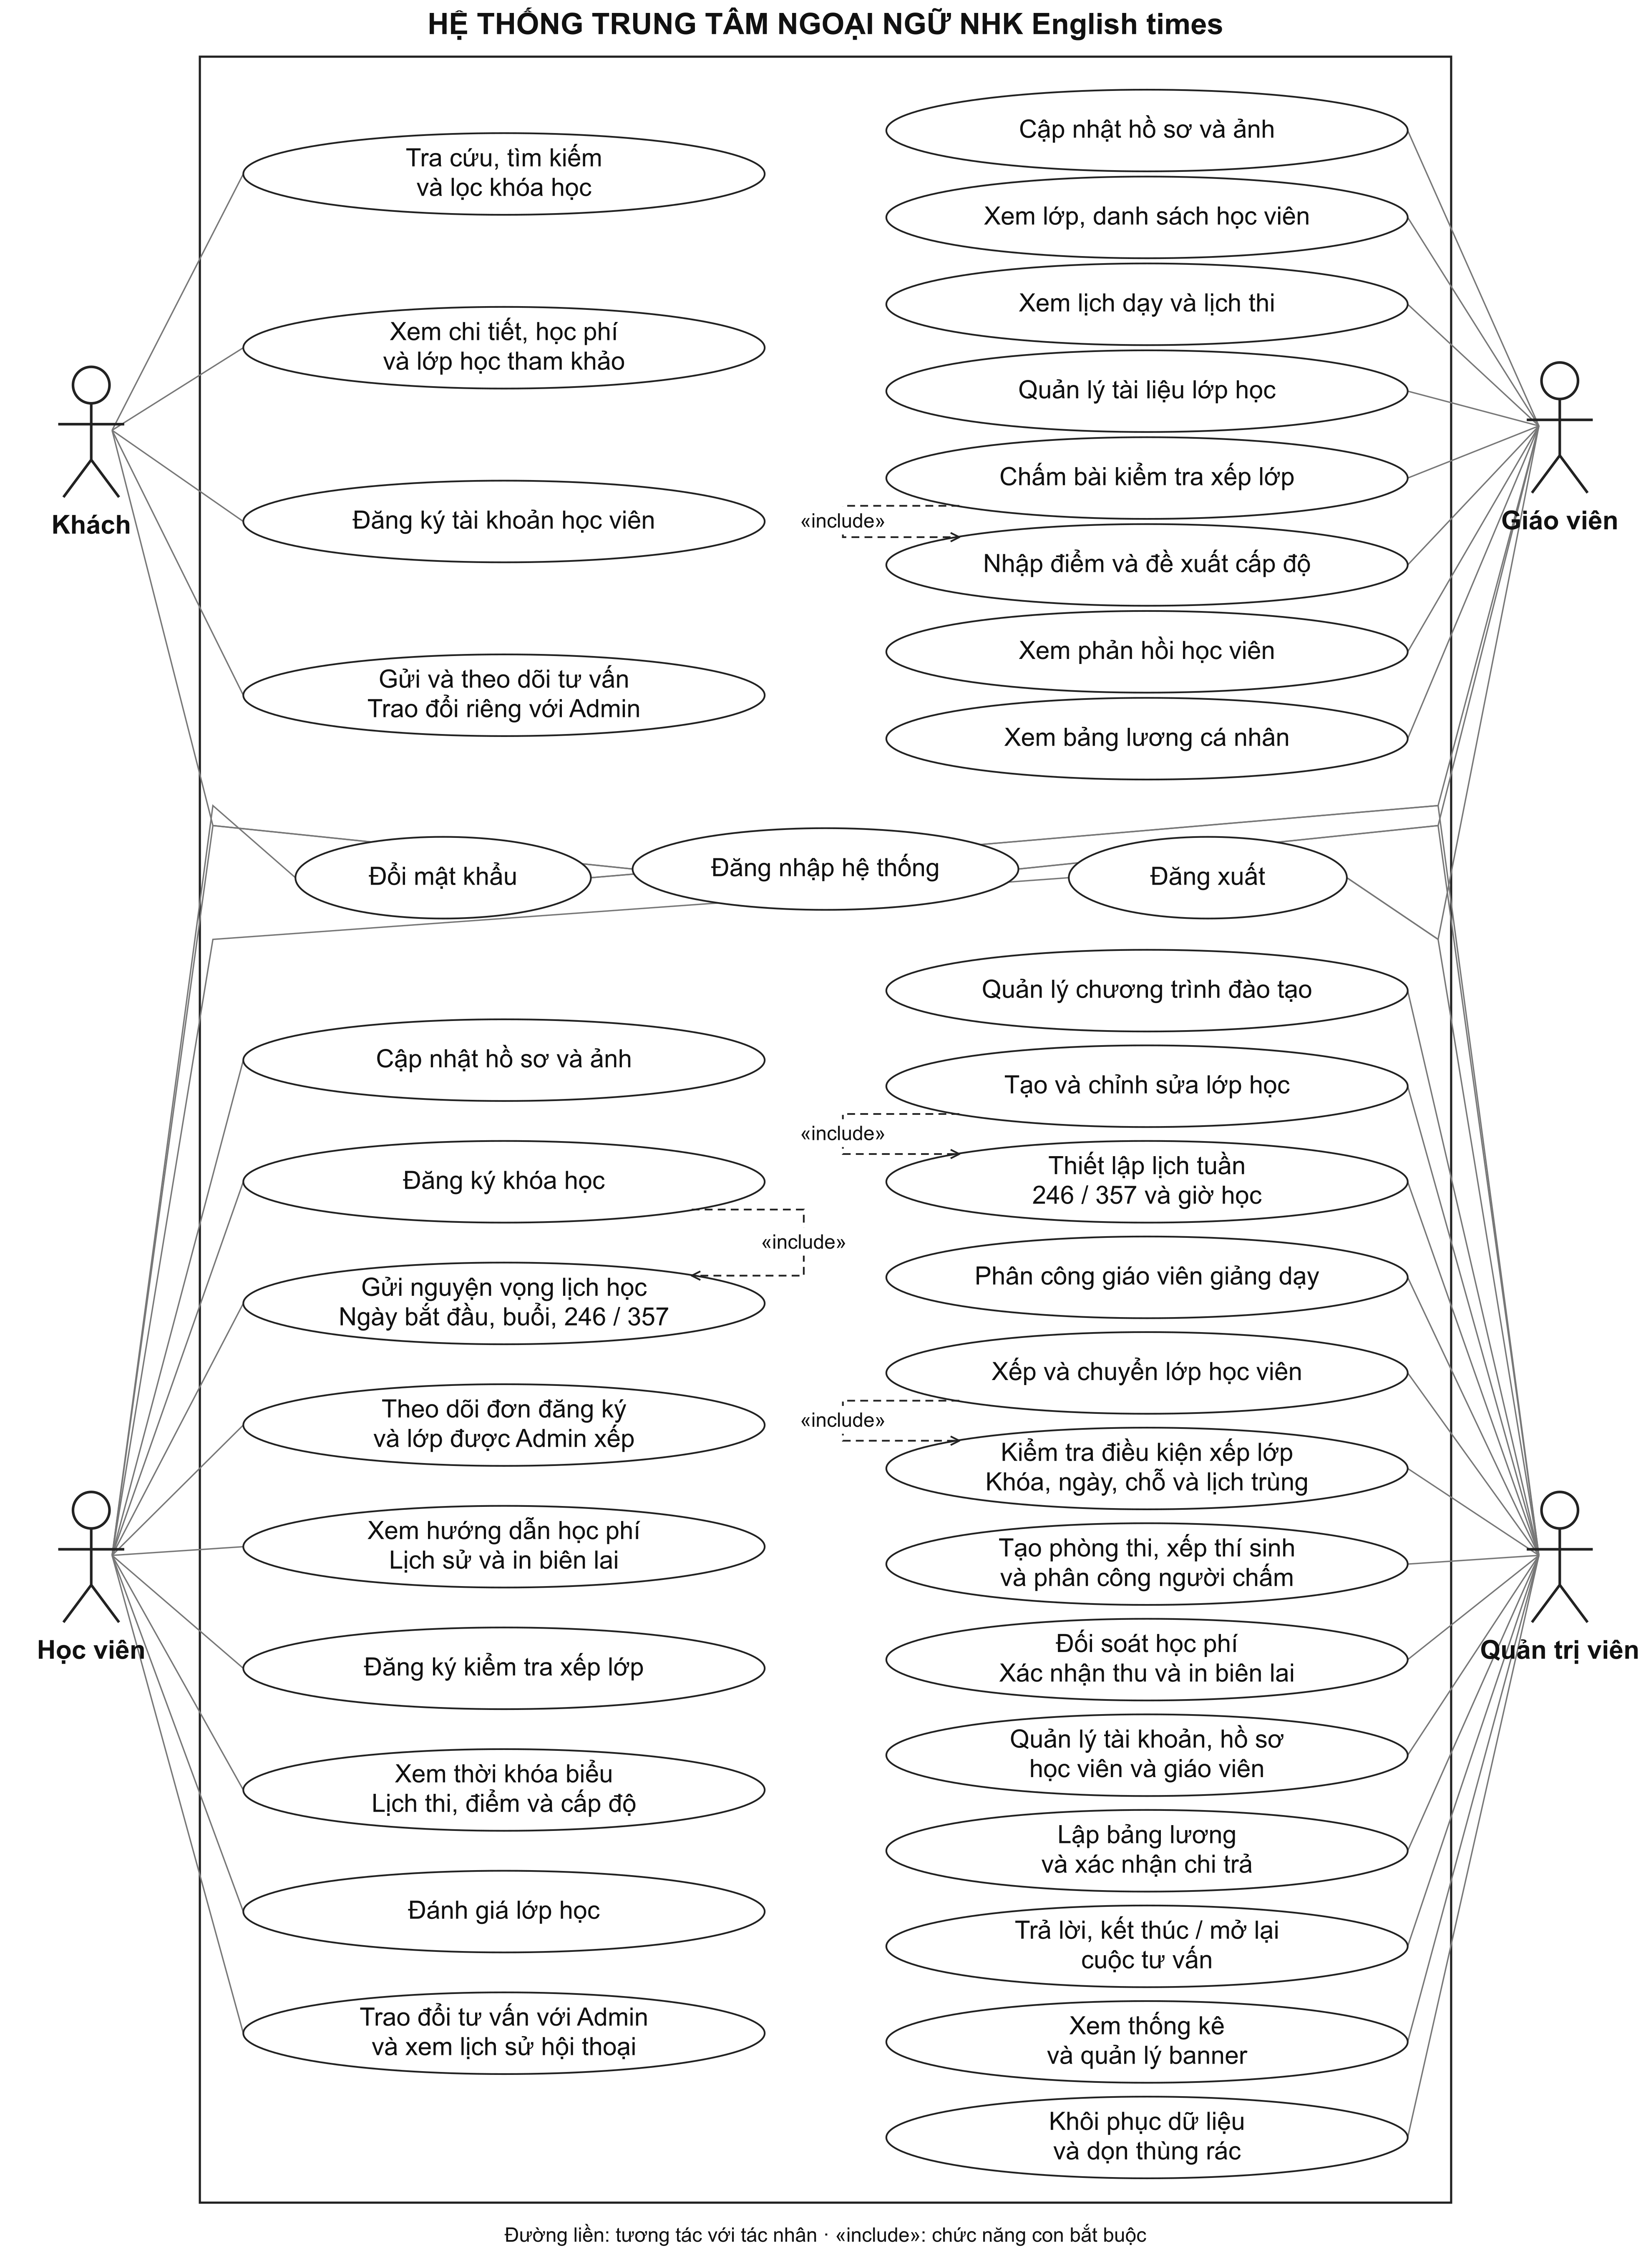 HỆ THỐNG TRUNG TÂM NGOẠI NGỮ NHK English times
Tra cứu, tìm kiếm
và lọc khóa học
Xem chi tiết, học phí
và lớp học tham khảo
Đăng ký tài khoản học viên
Gửi và theo dõi tư vấn
Trao đổi riêng với Admin
Khách
Cập nhật hồ sơ và ảnh
Xem lớp, danh sách học viên
Xem lịch dạy và lịch thi
Quản lý tài liệu lớp học
Chấm bài kiểm tra xếp lớp
«include»
Nhập điểm và đề xuất cấp độ
Xem phản hồi học viên
Xem bảng lương cá nhân
Giáo viên
Đổi mật khẩu
Đăng nhập hệ thống
Đăng xuất
Cập nhật hồ sơ và ảnh
Đăng ký khóa học
«include»
Gửi nguyện vọng lịch học
Ngày bắt đầu, buổi, 246 / 357
Theo dõi đơn đăng ký
và lớp được Admin xếp
Xem hướng dẫn học phí
Lịch sử và in biên lai
Đăng ký kiểm tra xếp lớp
Xem thời khóa biểu
Lịch thi, điểm và cấp độ
Đánh giá lớp học
Trao đổi tư vấn với Admin
và xem lịch sử hội thoại
Học viên
Quản lý chương trình đào tạo
Tạo và chỉnh sửa lớp học
«include»
Thiết lập lịch tuần
246 / 357 và giờ học
Phân công giáo viên giảng dạy
Xếp và chuyển lớp học viên
«include»
Kiểm tra điều kiện xếp lớp
Khóa, ngày, chỗ và lịch trùng
Tạo phòng thi, xếp thí sinh
và phân công người chấm
Đối soát học phí
Xác nhận thu và in biên lai
Quản lý tài khoản, hồ sơ
học viên và giáo viên
Lập bảng lương
và xác nhận chi trả
Trả lời, kết thúc / mở lại
cuộc tư vấn
Xem thống kê
và quản lý banner
Khôi phục dữ liệu
và dọn thùng rác
Quản trị viên
Đường liền: tương tác với tác nhân · «include»: chức năng con bắt buộc